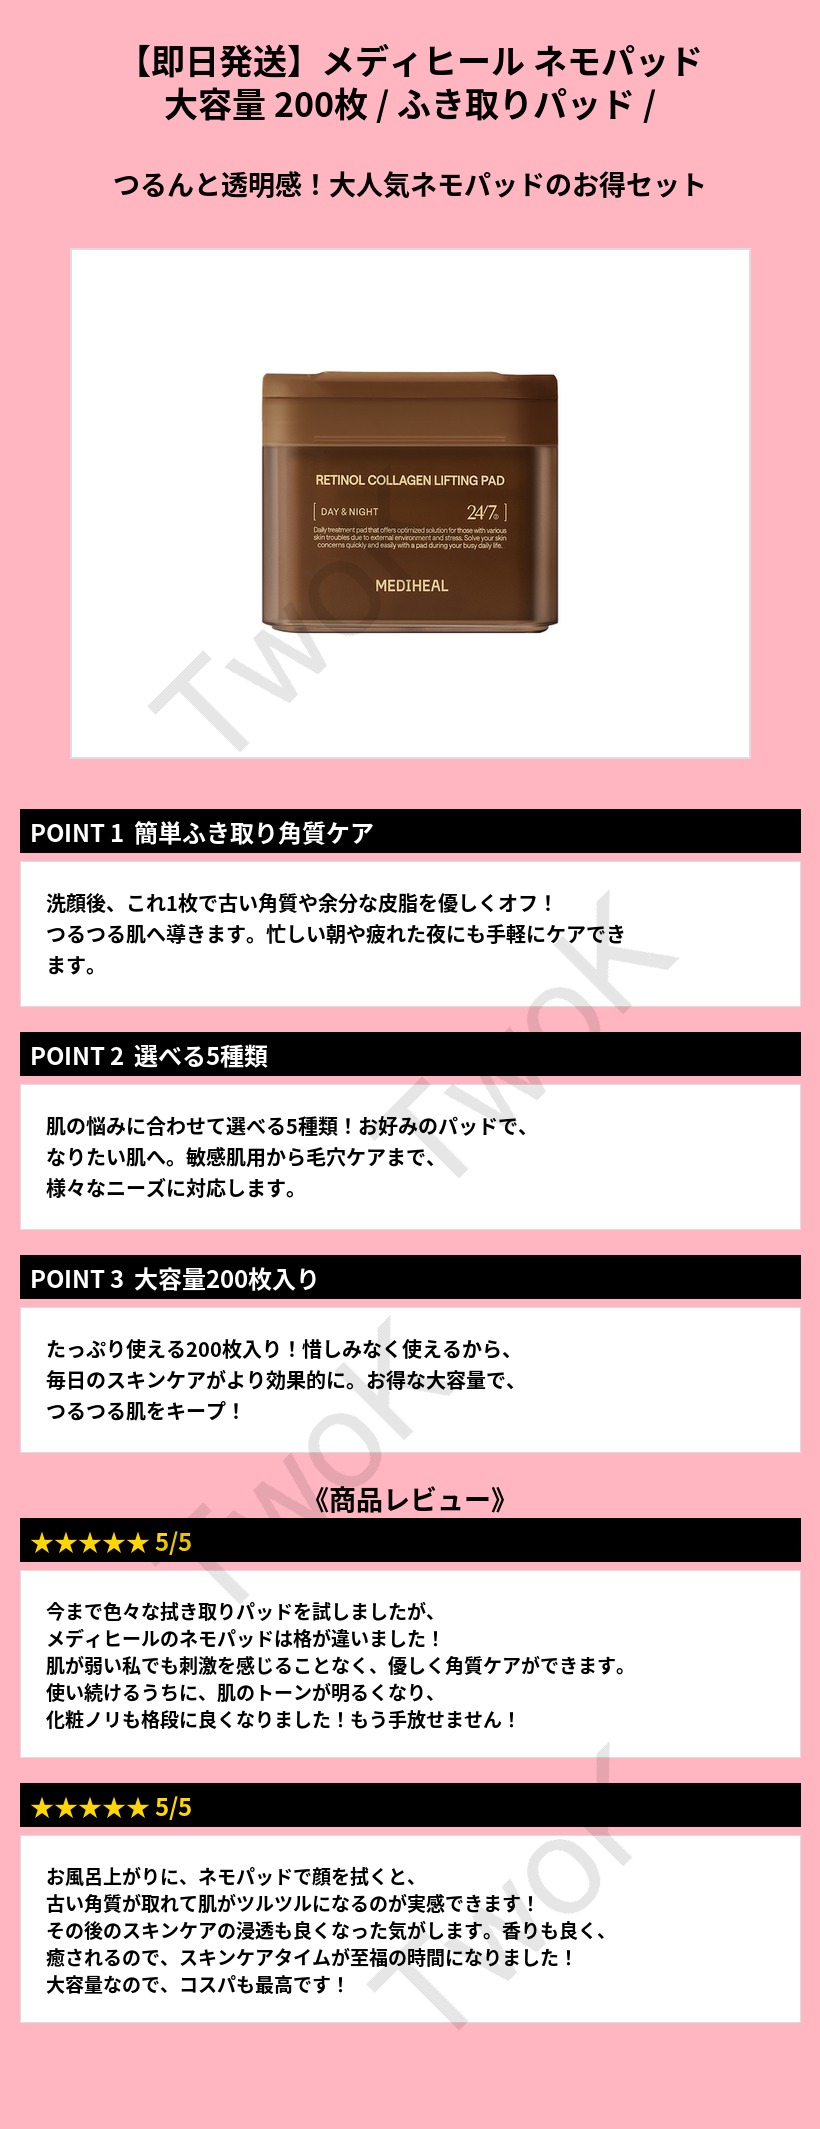 【即日発送】メディヒール ネモパッド
大容量 200枚 / ふき取りパッド /
つるんと透明感！大人気ネモパッドのお得セット
RETINOL COLLAGEN LIFTING PAD
[ DAY & NIGHT 24/7® ]
Daily treatment pad that offers optimized solution for those with various
skin troubles due to external environment and stress. Solve your skin
concerns quickly and easily with a pad during your busy daily life.
MEDIHEAL
TwoK
POINT 1 簡単ふき取り角質ケア
洗顔後、これ1枚で古い角質や余分な皮脂を優しくオフ！
つるつる肌へ導きます。忙しい朝や疲れた夜にも手軽にケアでき
ます。
TwoK
POINT 2 選べる5種類
肌の悩みに合わせて選べる5種類！お好みのパッドで、
なりたい肌へ。敏感肌用から毛穴ケアまで、
様々なニーズに対応します。
POINT 3 大容量200枚入り
たっぷり使える200枚入り！惜しみなく使えるから、
毎日のスキンケアがより効果的に。お得な大容量で、
つるつる肌をキープ！
TwoK
《商品レビュー》
★★★★★ 5/5
今まで色々な拭き取りパッドを試しましたが、
メディヒールのネモパッドは格が違いました！
肌が弱い私でも刺激を感じることなく、優しく角質ケアができます。
使い続けるうちに、肌のトーンが明るくなり、
化粧ノリも格段に良くなりました！もう手放せません！
★★★★★ 5/5
お風呂上がりに、ネモパッドで顔を拭くと、
古い角質が取れて肌がツルツルになるのが実感できます！
その後のスキンケアの浸透も良くなった気がします。香りも良く、
癒されるので、スキンケアタイムが至福の時間になりました！
大容量なので、コスパも最高です！
TwoK